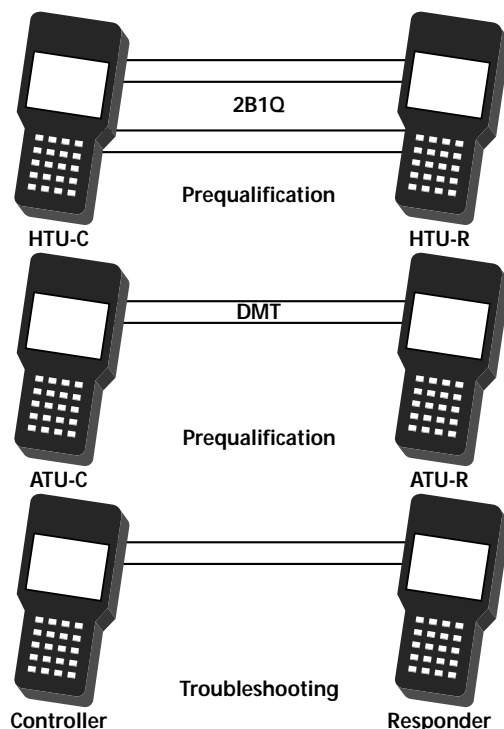 2B1Q
Prequalification
HTU-C HTU-R
DMT
Prequalification
ATU-C ATU-R
Troubleshooting
Controller Responder